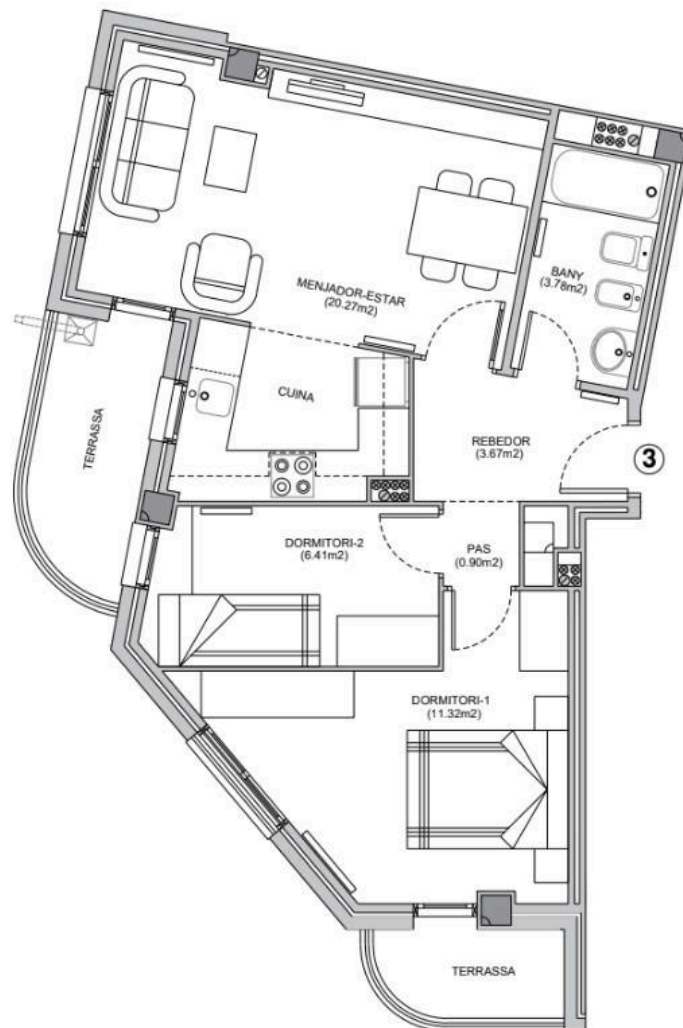 MENJADOR-ESTAR
(20.27m2)
BANY
(3.78m2)
TERRASSA
CUINA
REBEDOR
(3.67m2)
3
DORMITORI-2
(6.41m2)
PAS
(0.90m2)
DORMITORI-1
(11.32m2)
TERRASSA